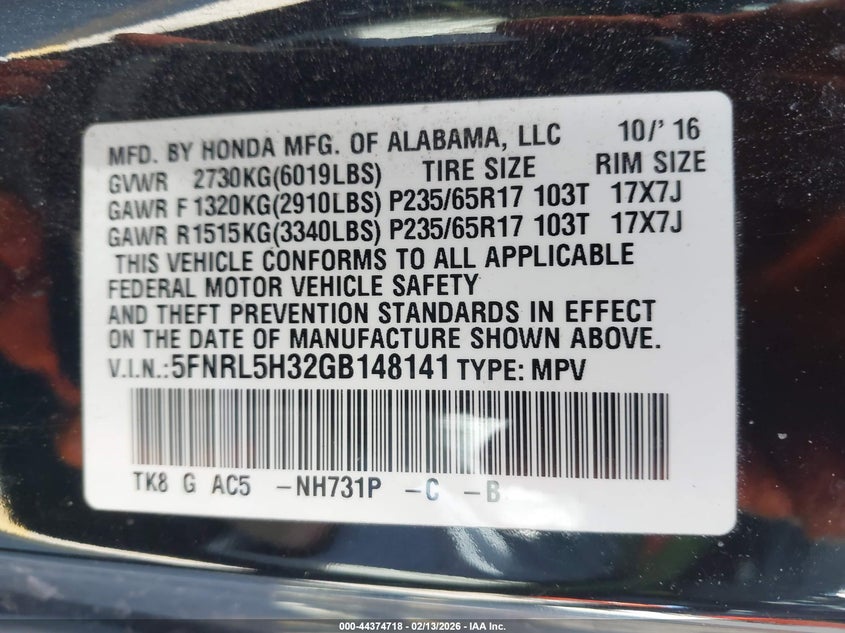 MFD. BY HONDA MFG. OF ALABAMA, LLC 10/' 16
GVWR 2730KG(6019LBS) TIRE SIZE RIM SIZE
GAWR F 1320KG(2910LBS) P235/65R17 103T 17X7J
GAWR R1515KG(3340LBS) P235/65R17 103T 17X7J
THIS VEHICLE CONFORMS TO ALL APPLICABLE
FEDERAL MOTOR VEHICLE SAFETY
AND THEFT PREVENTION STANDARDS IN EFFECT
ON THE DATE OF MANUFACTURE SHOWN ABOVE.
V.I.N.:5FNRL5H32GB148141 TYPE: MPV
TK8 G AC5 -NH731P -C -B
000-44374718 - 02/13/2026 - IAA Inc.